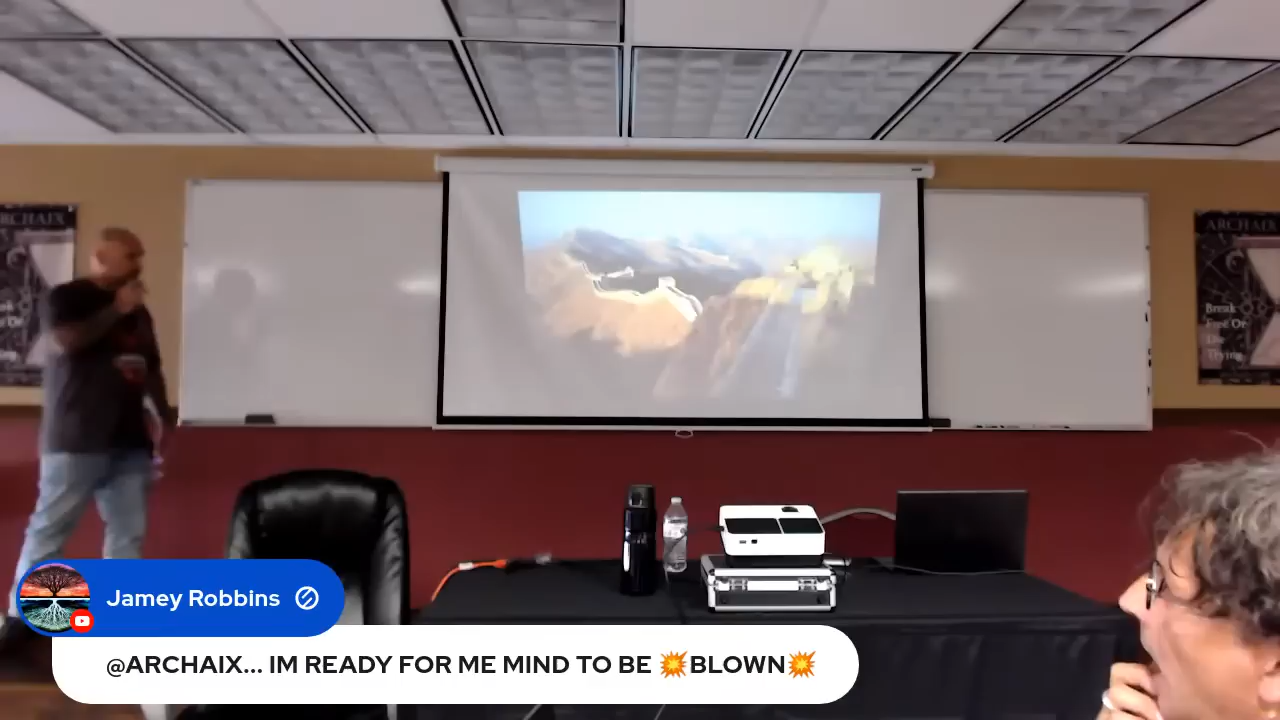 ARCHAIX
Break
Free Or
Die
Trying
Jamey Robbins
@ARCHAIX... IM READY FOR ME MIND TO BE 💥BLOWN💥